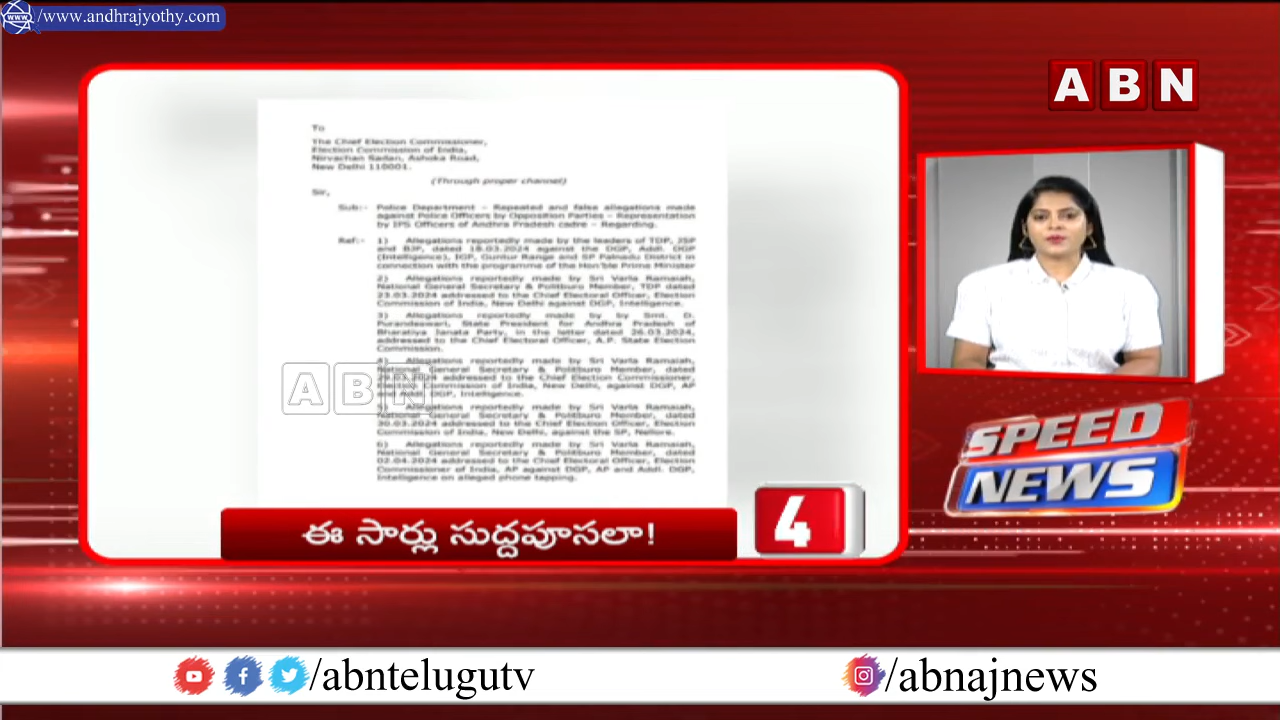 /www.andhrajyothy.com
ABN
To
The Chief Election Commissioner,
Election Commission of India,
Nirvachan Sadan, Ashoka Road,
New Delhi 110001.
(Through proper channel)
Sir,
Sub:- Police Department – Repeated and false allegations made
against Police Officers by Opposition Parties – Representation
by IPS Officers of Andhra Pradesh cadre – Regarding.
Ref:- 1) Allegations reportedly made by the leaders of TDP, JSP
and BJP, dated 18.03.2024 against the DGP, Addl. DGP
(Intelligence), IGP, Guntur Range and SP Palnadu District in
connection with the programme of the Hon'ble Prime Minister
2) Allegations reportedly made by Sri Varla Ramaiah,
National General Secretary & Politburo Member, TDP dated
23.03.2024 addressed to the Chief Electoral Officer, Election
Commission of India, New Delhi against DGP, Intelligence.
3) Allegations reportedly made by by Smt. D.
Purandeswari, State President for Andhra Pradesh of
Bharatiya Janata Party, in the letter dated 26.03.2024,
addressed to the Chief Electoral Officer, A.P. State Election
Commission.
4) Allegations reportedly made by Sri Varla Ramaiah,
National General Secretary & Politburo Member, dated
addressed to the Chief Election Commissioner,
Election Commission of India, New Delhi, against DGP, AP
and Addl. DGP, Intelligence.
5) Allegations reportedly made by Sri Varla Ramaiah,
National General Secretary & Politburo Member, dated
30.03.2024 addressed to the Chief Election Officer, Election
Commission of India, New Delhi, against the SP, Nellore.
6) Allegations reportedly made by Sri Varla Ramaiah,
National General Secretary & Politburo Member, dated
02.04.2024 addressed to the Chief Electoral Officer, Election
Commissioner of India, AP against DGP, AP and Addl. DGP,
Intelligence on alleged phone tapping.
ABN
SPEED
NEWS
ఈ సార్లు సుద్దపూసలా!
4
/abntelugutv
/abnajnews